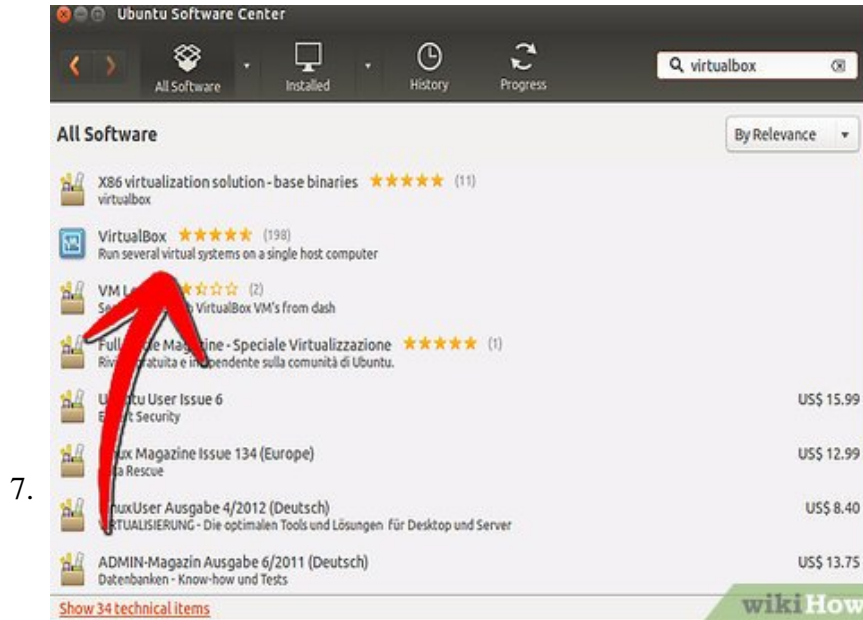 Ubuntu Software Center
All Software
Installed
History
Progress
virtualbox
All Software
By Relevance
X86 virtualization solution - base binaries (11)
virtualbox
VirtualBox (198)
Run several virtual systems on a single host computer
VM (2)
VirtualBox VM's from dash
Magazine - Speciale Virtualizzazione (1)
gratuita e indipendente sulla comunità di Ubuntu.
User Issue 6
US$ 15.99
Security
Magazine Issue 134 (Europe)
US$ 12.99
Rescue
LinuxUser Ausgabe 4/2012 (Deutsch)
US$ 8.40
VIRTUALISIERUNG - Die optimalen Tools und Lösungen für Desktop und Server
7.
ADMIN-Magazin Ausgabe 6/2011 (Deutsch)
US$ 13.75
Datenbanken - Know-how und Tests
Show 34 technical items
wikiHow